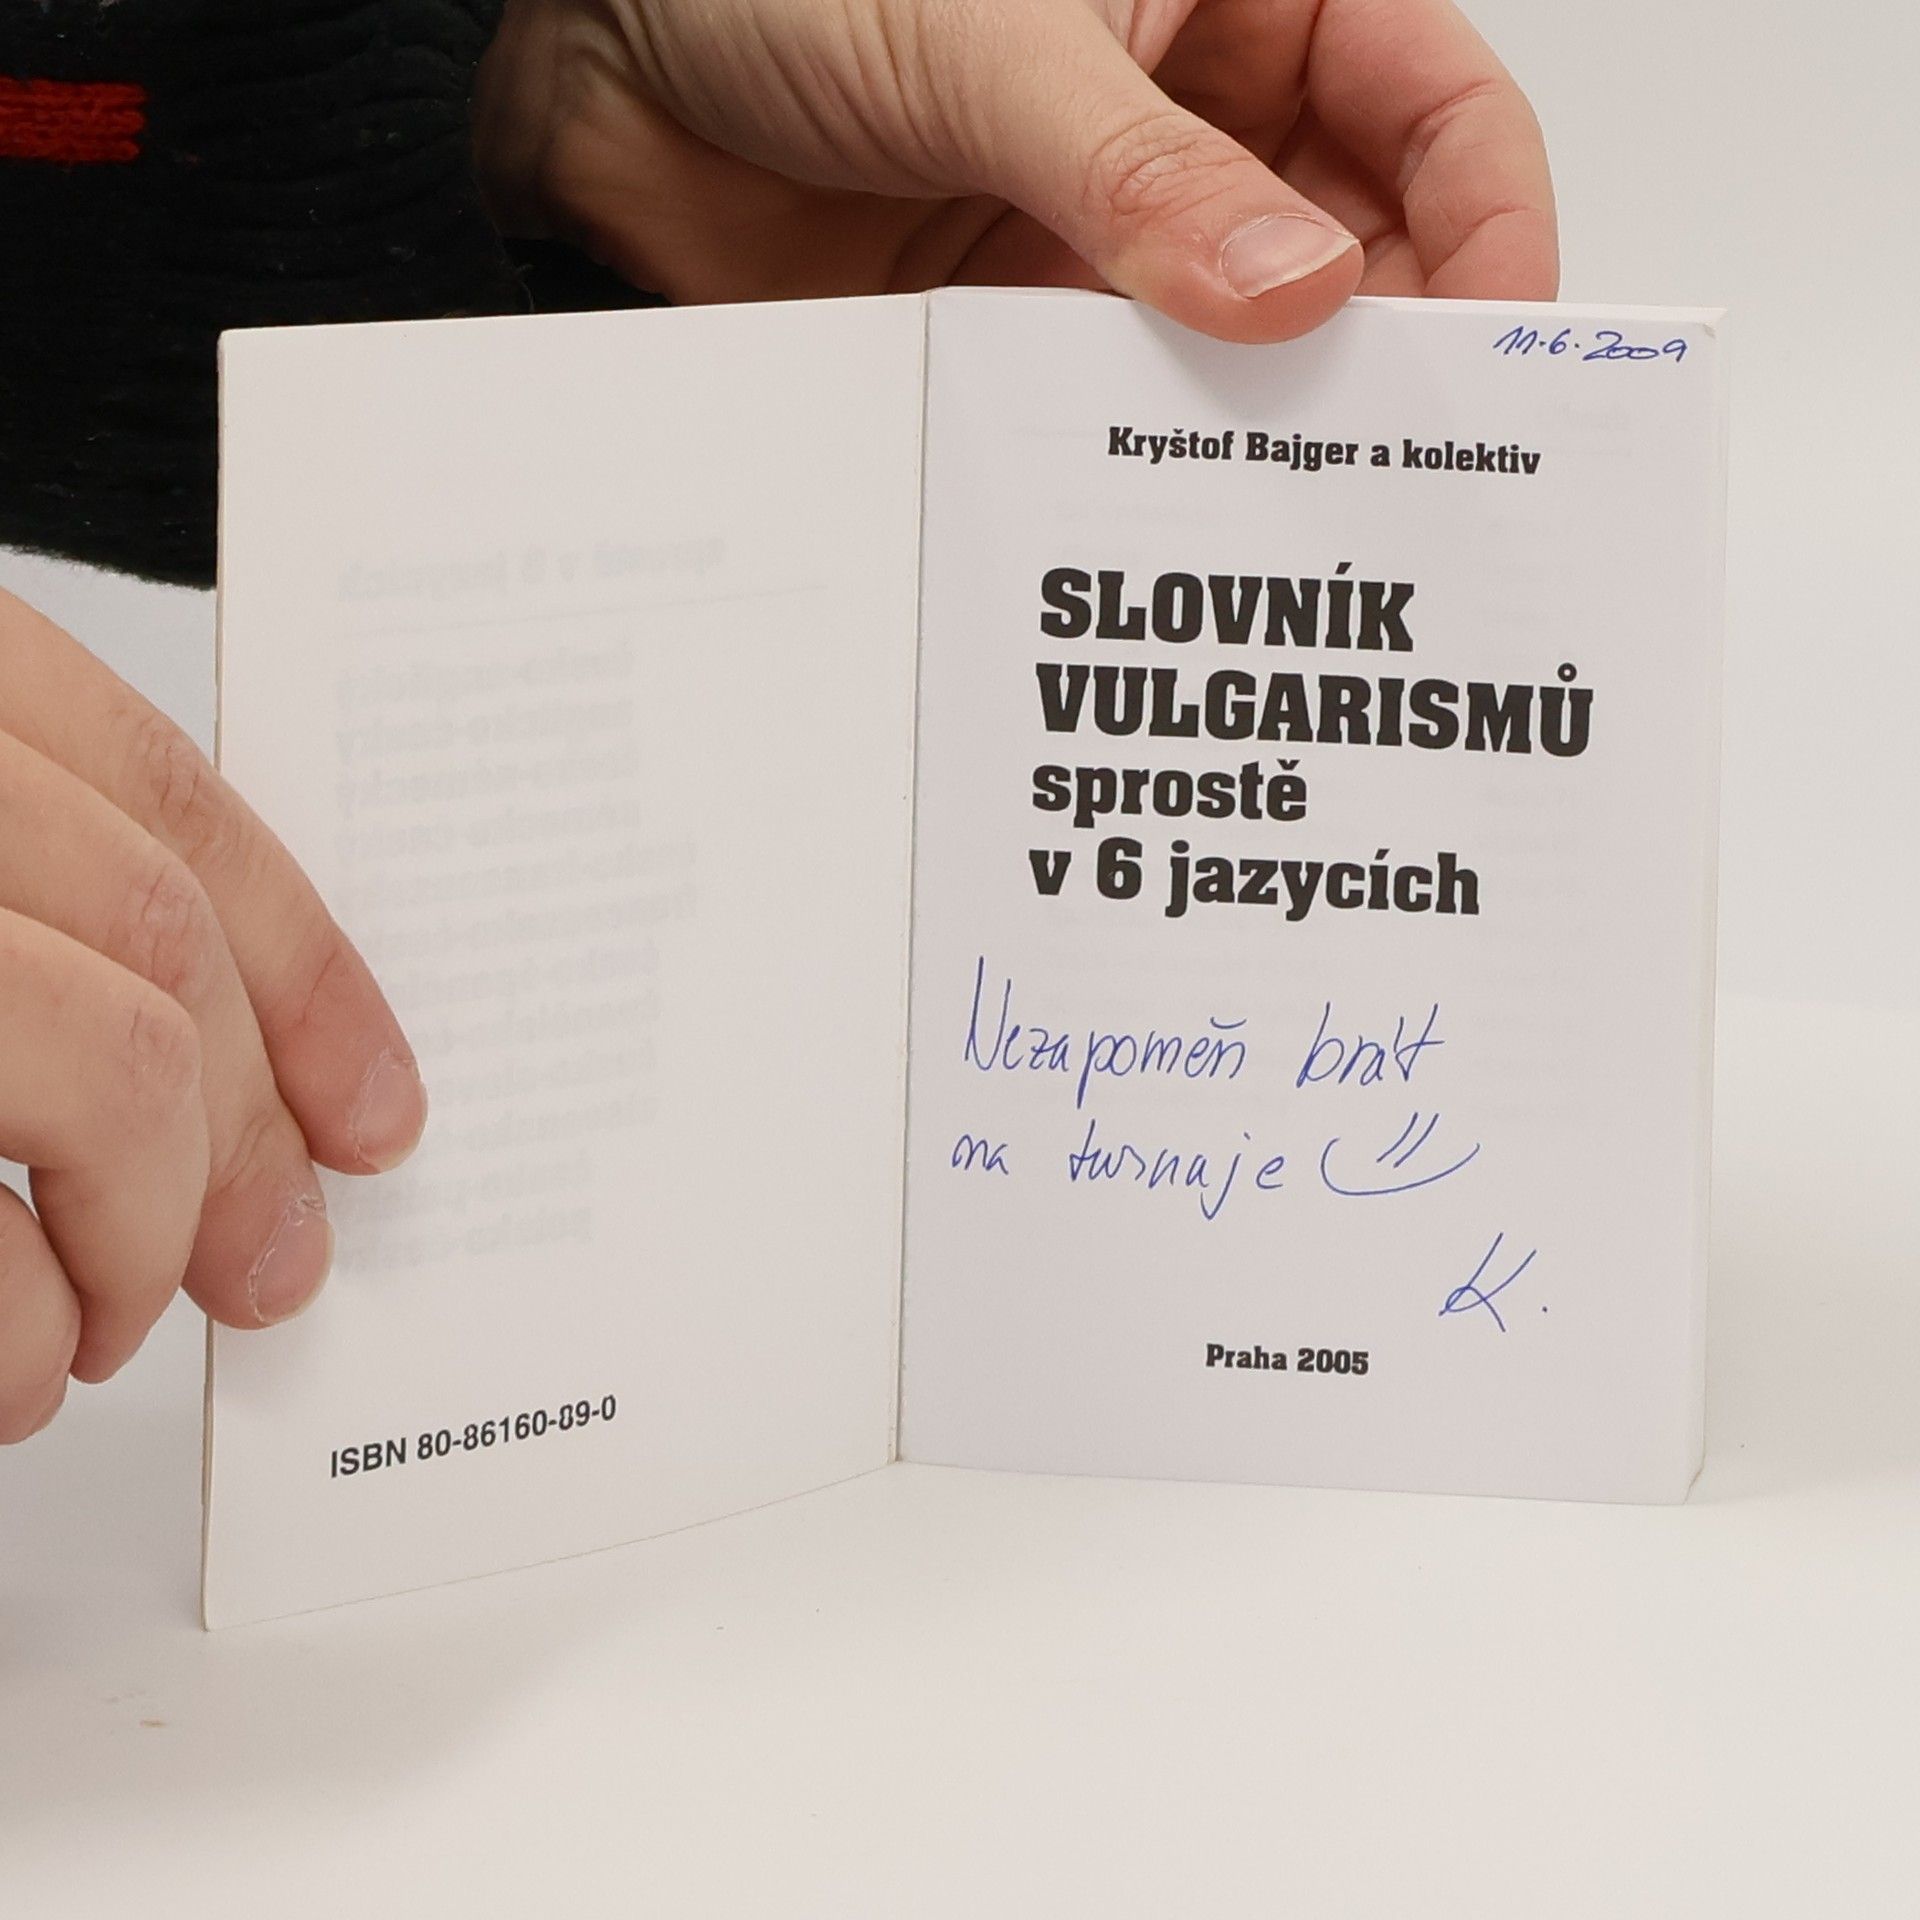 ISBN 80-86160-89-0
11.6.2009
Kryštof Bajger a kolektiv
SLOVNÍK
VULGARISMŮ
sprostě
v 6 jazycích
Nezapomeň brát
na turnaje
K.
Praha 2005